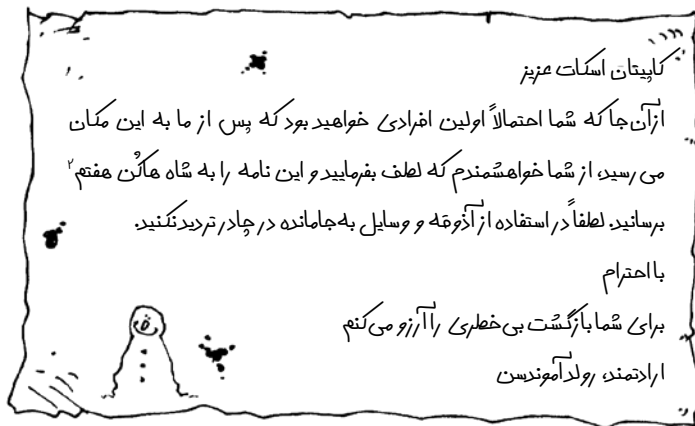 کاپیتان اسکات عزیز
ازآن‌جا که شما احتمالاً اولین افرادی خواهید بود که پس از ما به این مکان
می‌رسید، از شما خواهشمندم که لطف بفرمایید و این نامه را به شاه هاکُن هفتم۲
برسانید. لطفاً در استفاده از آذوقه و وسایل به‌جامانده در چادر تردید نکنید.
با احترام
برای شما بازگشت بی‌خطری را آرزو می‌کنم
ارادتمند، رولد آموندسن